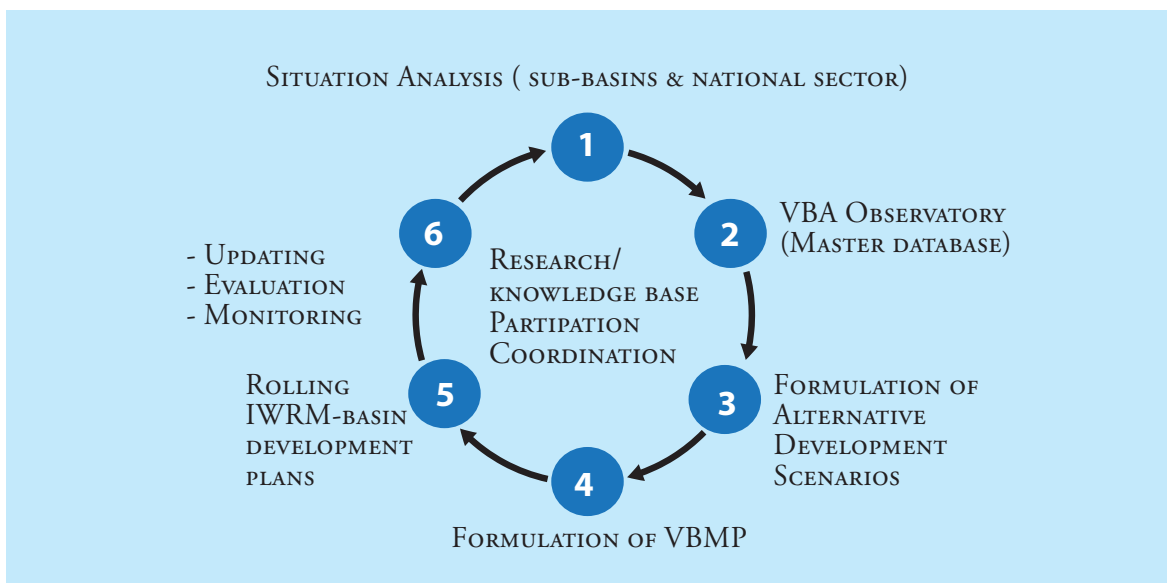 Situation Analysis ( sub-basins & national sector)
1
2
VBA Observatory
(Master database)
3
Formulation of
Alternative
Development
Scenarios
4
Formulation of VBMP
5
Rolling
IWRM-basin
development
plans
6
- Updating
- Evaluation
- Monitoring
Research/
knowledge base
Partipation
Coordination